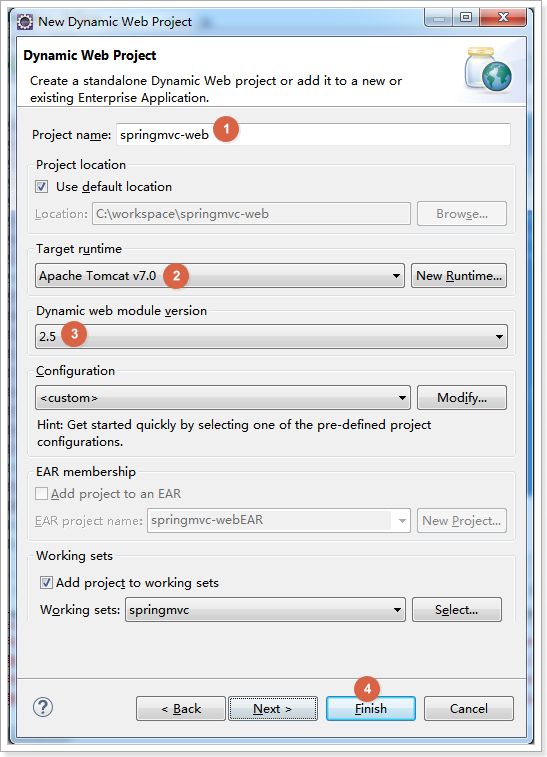 New Dynamic Web Project
Dynamic Web Project
Create a standalone Dynamic Web project or add it to a new or
existing Enterprise Application.
Project name: springmvc-web 1
Project location
Use default location
Location: C:\workspace\springmvc-web Browse...
Target runtime
Apache Tomcat v7.0 2 New Runtime...
Dynamic web module version
2.5 3
Configuration
<custom> Modify...
Hint: Get started quickly by selecting one of the pre-defined project
configurations.
EAR membership
Add project to an EAR
EAR project name: springmvc-webEAR New Project...
Working sets
Add project to working sets
Working sets: springmvc Select...
4
? < Back Next > Finish Cancel